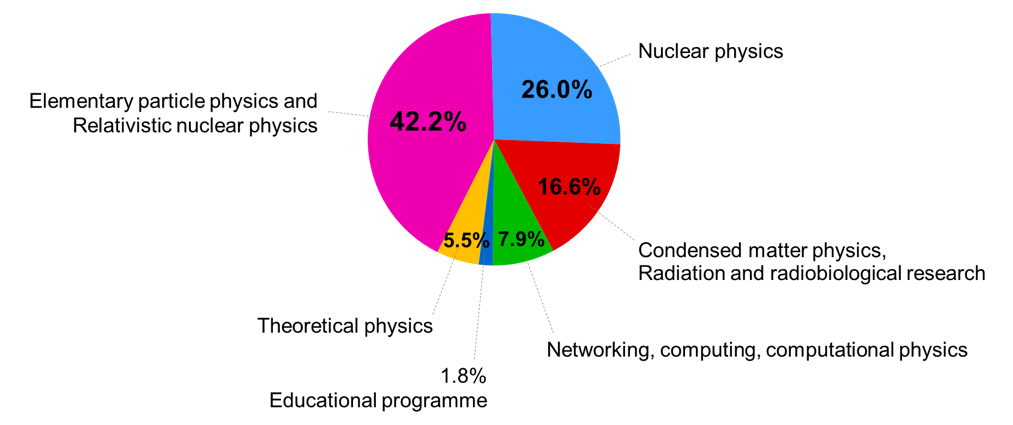 Nuclear physics
26.0%
Elementary particle physics and
Relativistic nuclear physics
42.2%
16.6%
Condensed matter physics,
Radiation and radiobiological research
5.5%
7.9%
Theoretical physics
Networking, computing, computational physics
1.8%
Educational programme